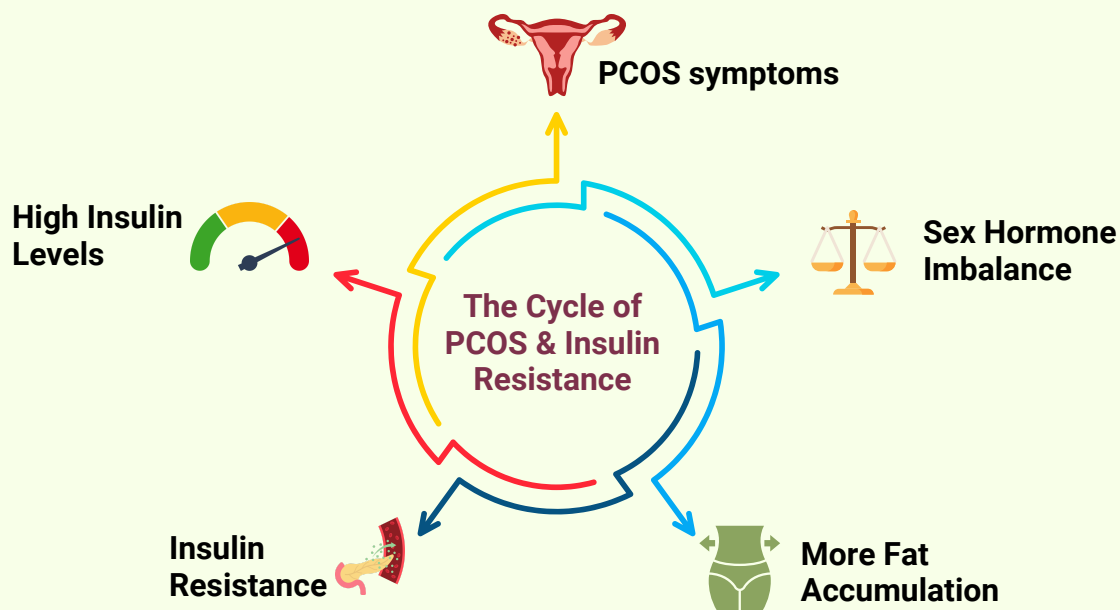 PCOS symptoms
High Insulin
Levels
Sex Hormone
Imbalance
The Cycle of
PCOS & Insulin
Resistance
Insulin
Resistance
More Fat
Accumulation